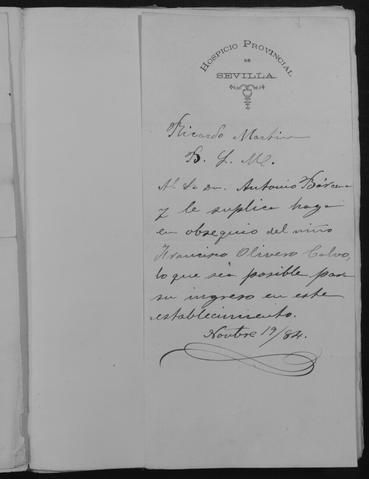 HOSPICIO PROVINCIAL
DE
SEVILLA.
Ricardo Martin
B. L. M.
Al Sr. Dn. Antonio Bárcena
y le suplica haga
en obsequio del niño
Francisco Olivero Calvo,
lo que sea posible para
su ingreso en este
establecimiento.
Novbre 19/84.